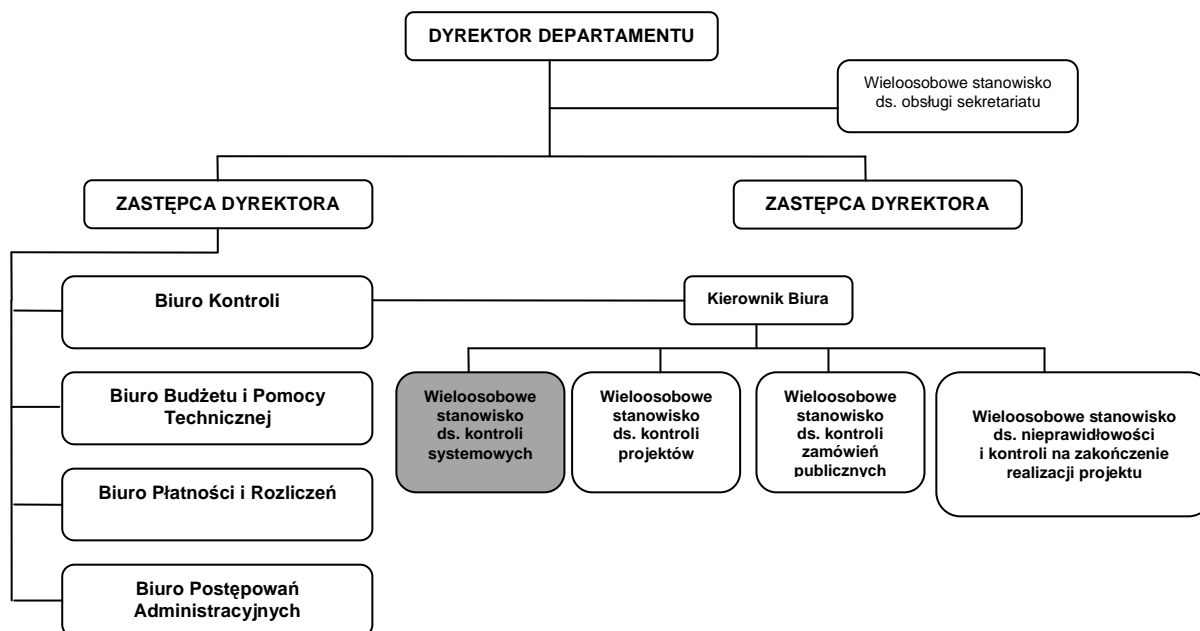 DYREKTOR DEPARTAMENTU
Wieloosobowe stanowisko
ds. obsługi sekretariatu
ZASTĘPCA DYREKTORA
ZASTĘPCA DYREKTORA
Biuro Kontroli
Kierownik Biura
Wieloosobowe
stanowisko
ds. kontroli
systemowych
Wieloosobowe
stanowisko
ds. kontroli
projektów
Wieloosobowe
stanowisko
ds. kontroli
zamówień
publicznych
Wieloosobowe stanowisko
ds. nieprawidłowości
i kontroli na zakończenie
realizacji projektu
Biuro Budżetu i Pomocy
Technicznej
Biuro Płatności i Rozliczeń
Biuro Postępowań
Administracyjnych